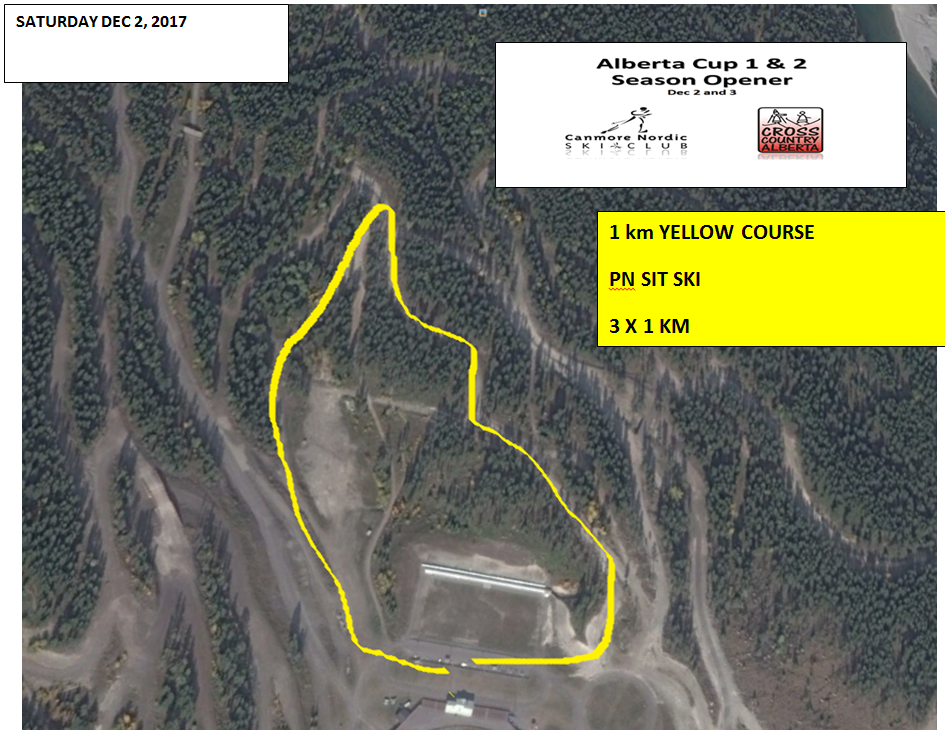 SATURDAY DEC 2, 2017
Alberta Cup 1 & 2
Season Opener
Dec 2 and 3
Canmore Nordic
SKI CLUB
CROSS
COUNTRY
ALBERTA
1 km YELLOW COURSE
PN SIT SKI
3 X 1 KM